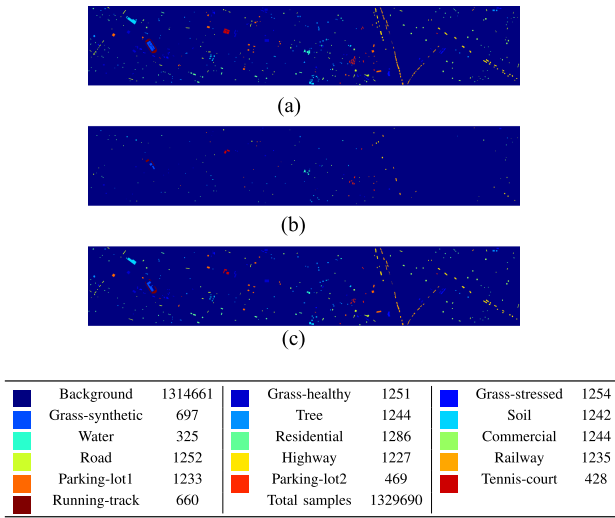 (a)
(b)
(c)
Background 1314661 Grass-healthy 1251 Grass-stressed 1254
Grass-synthetic 697 Tree 1244 Soil 1242
Water 325 Residential 1286 Commercial 1244
Road 1252 Highway 1227 Railway 1235
Parking-lot1 1233 Parking-lot2 469 Tennis-court 428
Running-track 660 Total samples 1329690